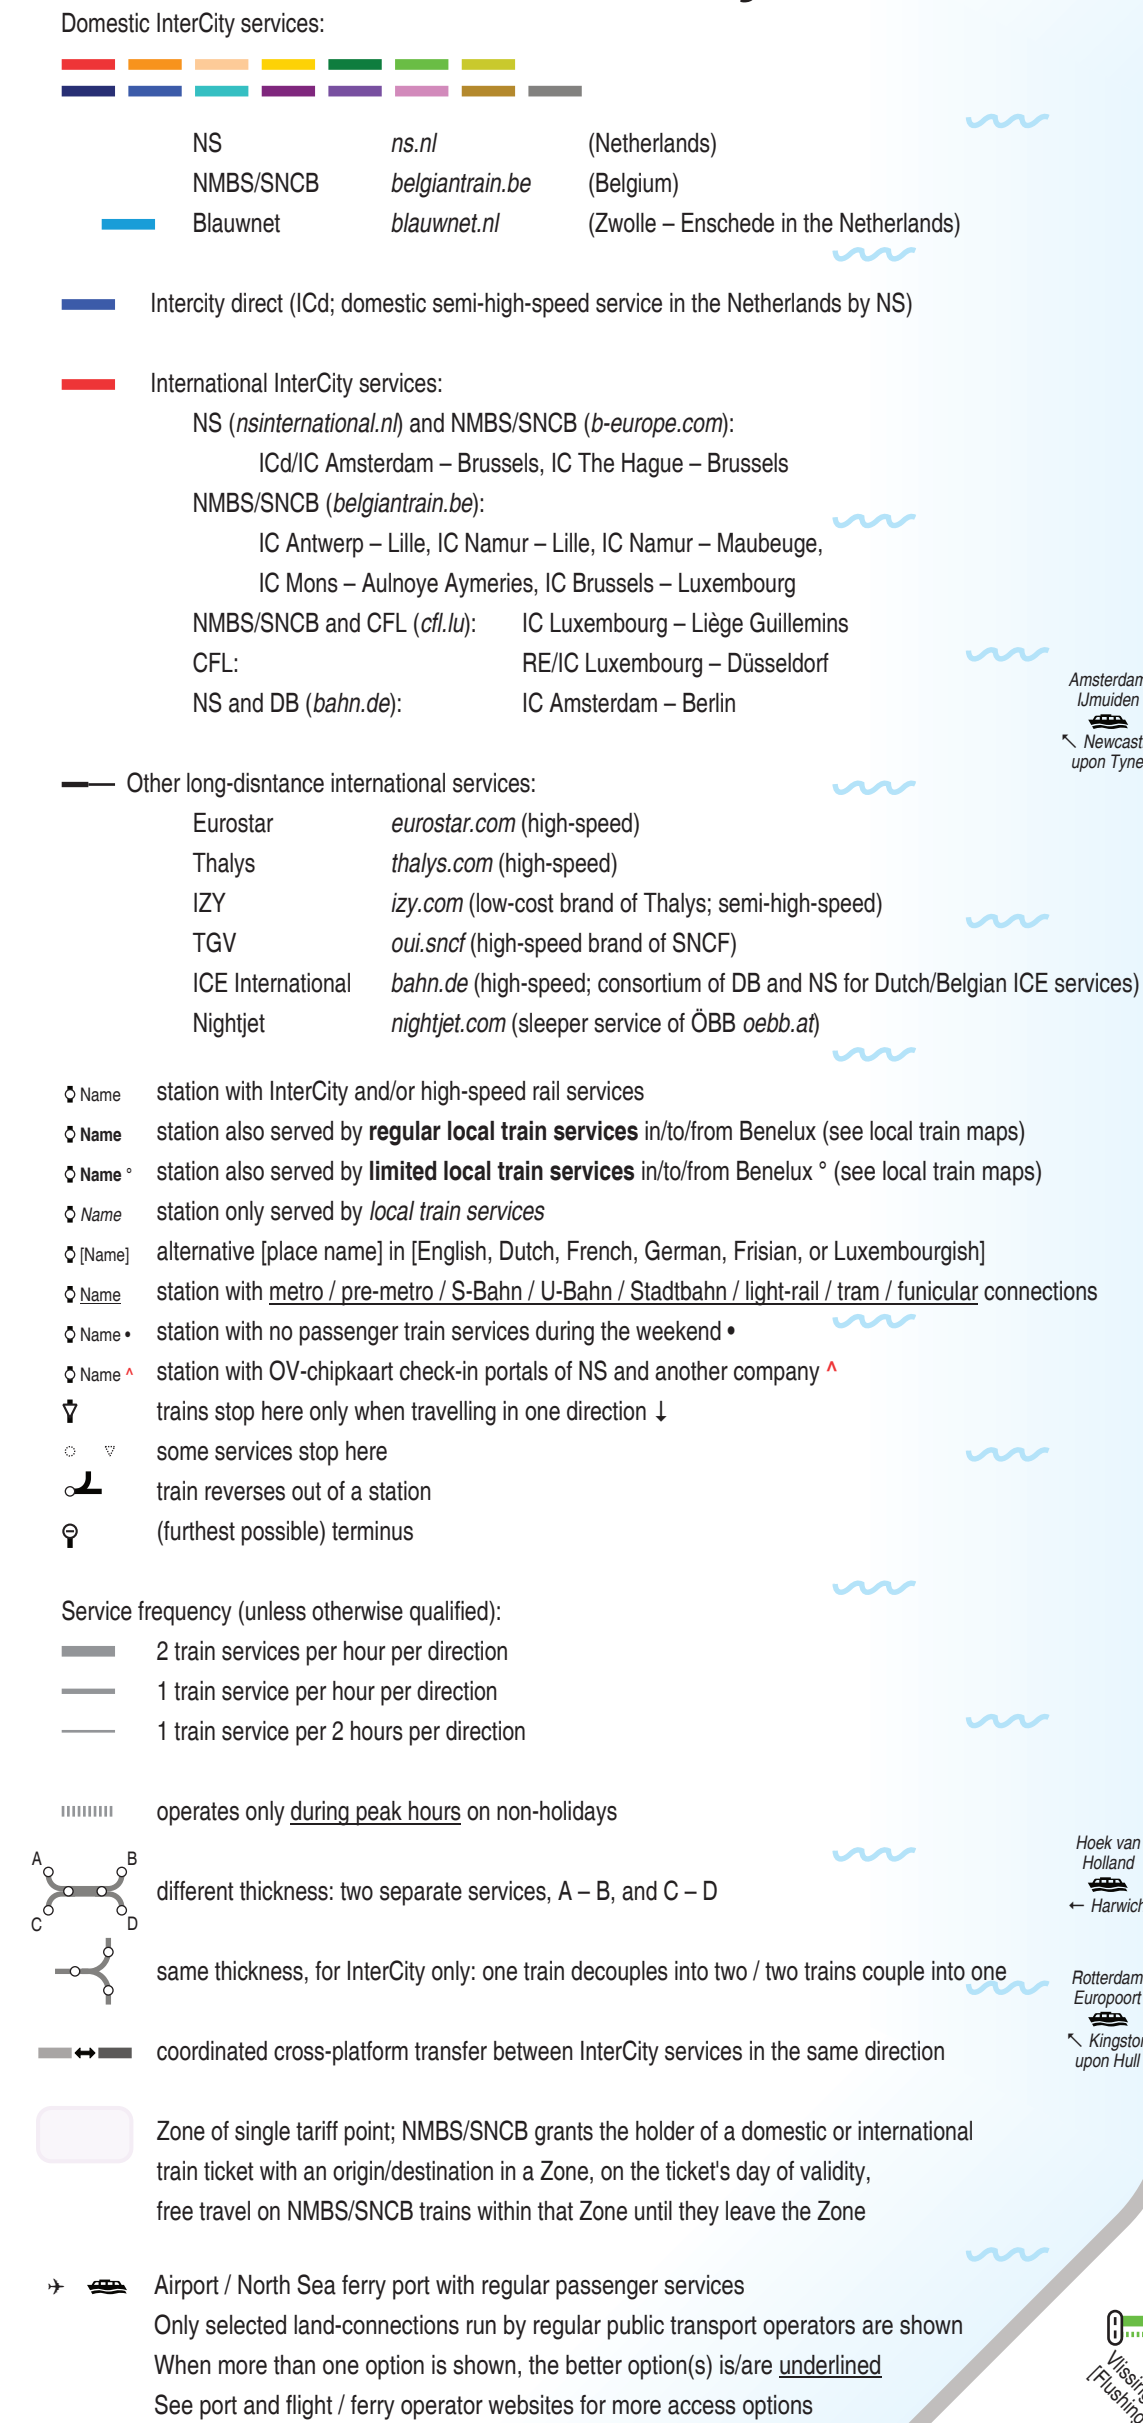 Domestic InterCity services:
NS ns.nl (Netherlands)
NMBS/SNCB belgiantrain.be (Belgium)
Blauwnet blauwnet.nl (Zwolle – Enschede in the Netherlands)
Intercity direct (ICd; domestic semi-high-speed service in the Netherlands by NS)
International InterCity services:
NS (nsinternational.nl) and NMBS/SNCB (b-europe.com):
ICd/IC Amsterdam – Brussels, IC The Hague – Brussels
NMBS/SNCB (belgiantrain.be):
IC Antwerp – Lille, IC Namur – Lille, IC Namur – Maubeuge,
IC Mons – Aulnoye Aymeries, IC Brussels – Luxembourg
NMBS/SNCB and CFL (cfl.lu): IC Luxembourg – Liège Guillemins
CFL: RE/IC Luxembourg – Düsseldorf
NS and DB (bahn.de): IC Amsterdam – Berlin
Amsterdam
IJmuiden
↖ Newcast
upon Tyne
Other long-disntance international services:
Eurostar eurostar.com (high-speed)
Thalys thalys.com (high-speed)
IZY izy.com (low-cost brand of Thalys; semi-high-speed)
TGV oui.sncf (high-speed brand of SNCF)
ICE International bahn.de (high-speed; consortium of DB and NS for Dutch/Belgian ICE services)
Nightjet nightjet.com (sleeper service of ÖBB oebb.at)
Name station with InterCity and/or high-speed rail services
Name station also served by regular local train services in/to/from Benelux (see local train maps)
Name ° station also served by limited local train services in/to/from Benelux ° (see local train maps)
Name station only served by local train services
[Name] alternative [place name] in [English, Dutch, French, German, Frisian, or Luxembourgish]
Name station with metro / pre-metro / S-Bahn / U-Bahn / Stadtbahn / light-rail / tram / funicular connections
Name • station with no passenger train services during the weekend •
Name ^ station with OV-chipkaart check-in portals of NS and another company ^
trains stop here only when travelling in one direction ↓
some services stop here
train reverses out of a station
(furthest possible) terminus
Service frequency (unless otherwise qualified):
2 train services per hour per direction
1 train service per hour per direction
1 train service per 2 hours per direction
operates only during peak hours on non-holidays
A B
different thickness: two separate services, A – B, and C – D
C D
Hoek van
Holland
← Harwich
same thickness, for InterCity only: one train decouples into two / two trains couple into one
Rotterdam
Europoort
↖ Kingston
upon Hull
coordinated cross-platform transfer between InterCity services in the same direction
Zone of single tariff point; NMBS/SNCB grants the holder of a domestic or international
train ticket with an origin/destination in a Zone, on the ticket's day of validity,
free travel on NMBS/SNCB trains within that Zone until they leave the Zone
Airport / North Sea ferry port with regular passenger services
Only selected land-connections run by regular public transport operators are shown
When more than one option is shown, the better option(s) is/are underlined
See port and flight / ferry operator websites for more access options
Vlissing
[Flushing